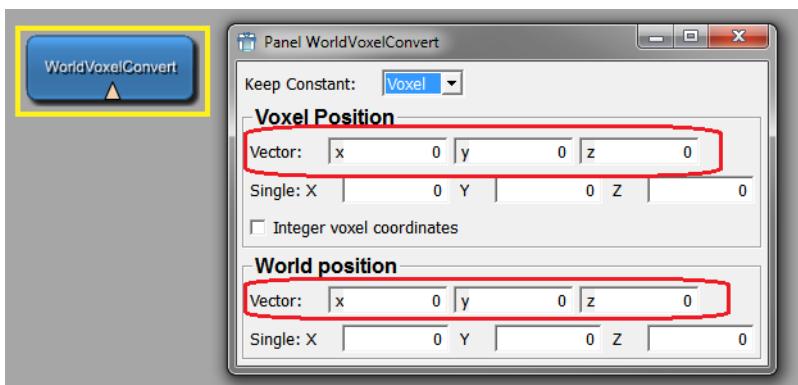 WorldVoxelConvert
Panel WorldVoxelConvert
Keep Constant: Voxel
Voxel Position
Vector: x 0 y 0 z 0
Single: X 0 Y 0 Z 0
Integer voxel coordinates
World position
Vector: x 0 y 0 z 0
Single: X 0 Y 0 Z 0